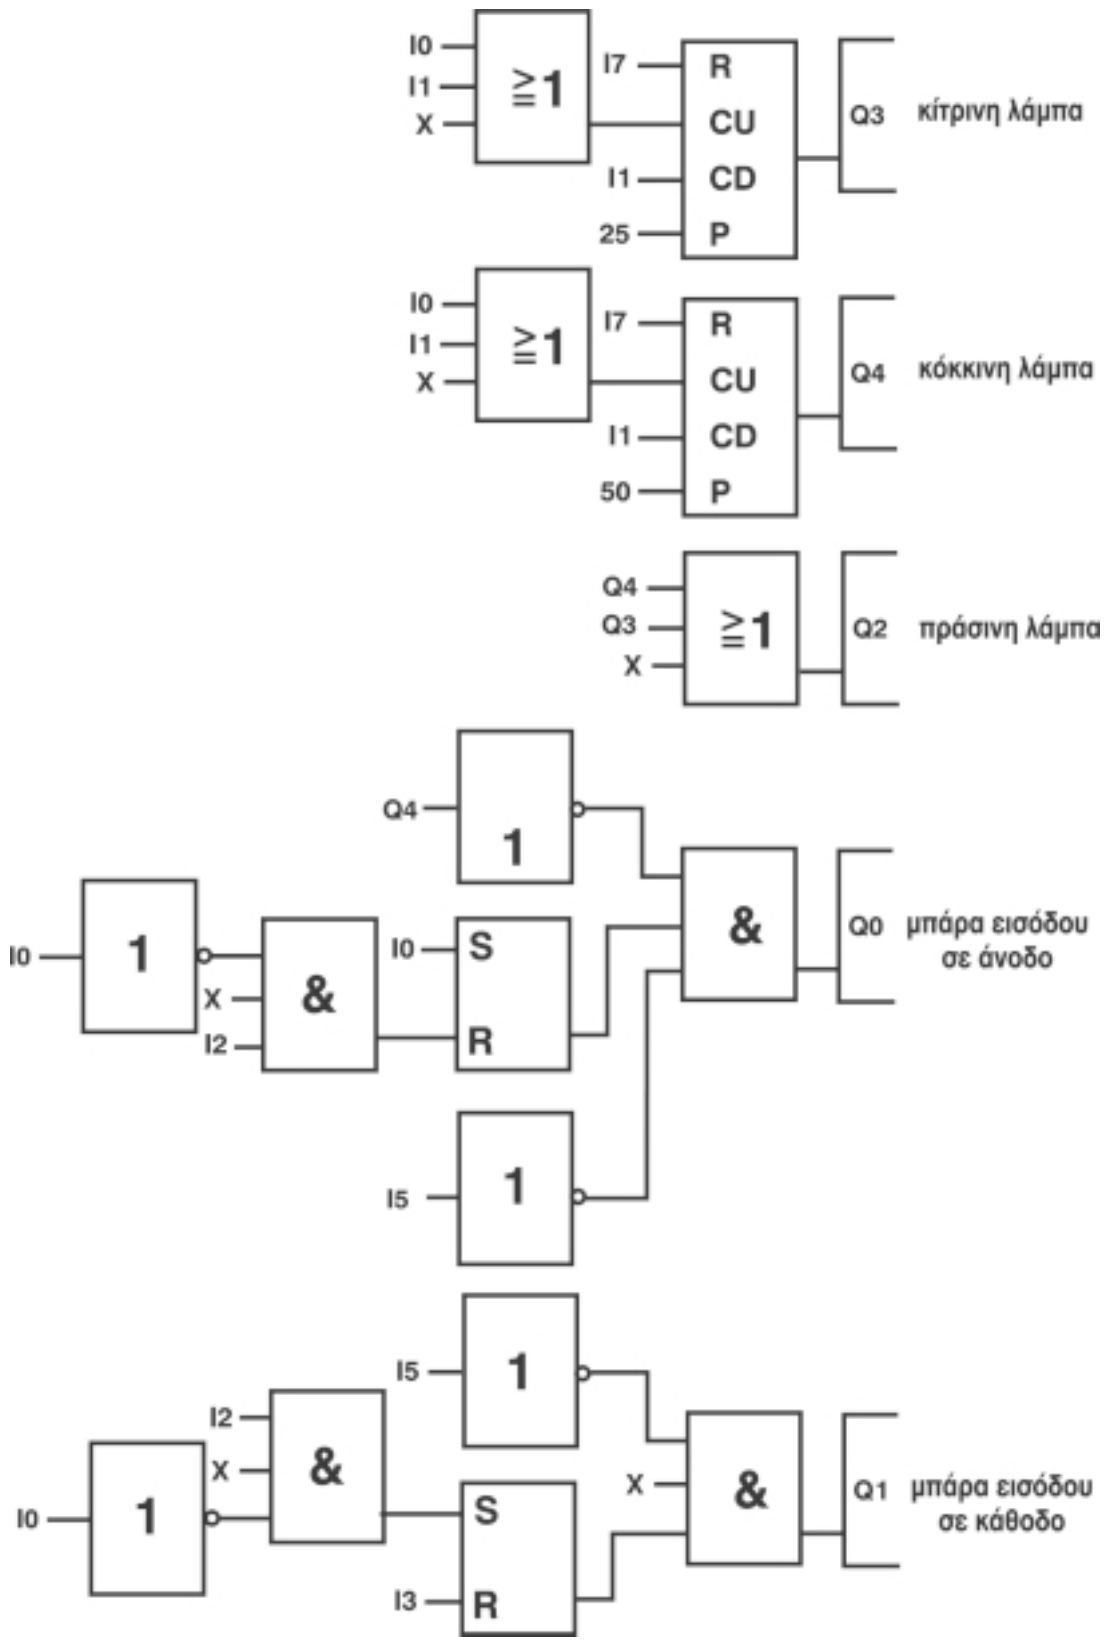 I0
I1
X
≧1
I7
R
CU
I1
CD
25
P
Q3
κίτρινη λάμπα
I0
I1
X
≧1
I7
R
CU
I1
CD
50
P
Q4
κόκκινη λάμπα
Q4
Q3
X
≧1
Q2
πράσινη λάμπα
Q4
1
I0
1
X
I2
&
I0
S
R
&
Q0
μπάρα εισόδου
σε άνοδο
I5
1
I5
1
I2
X
I0
1
&
S
I3
R
X
&
Q1
μπάρα εισόδου
σε κάθοδο